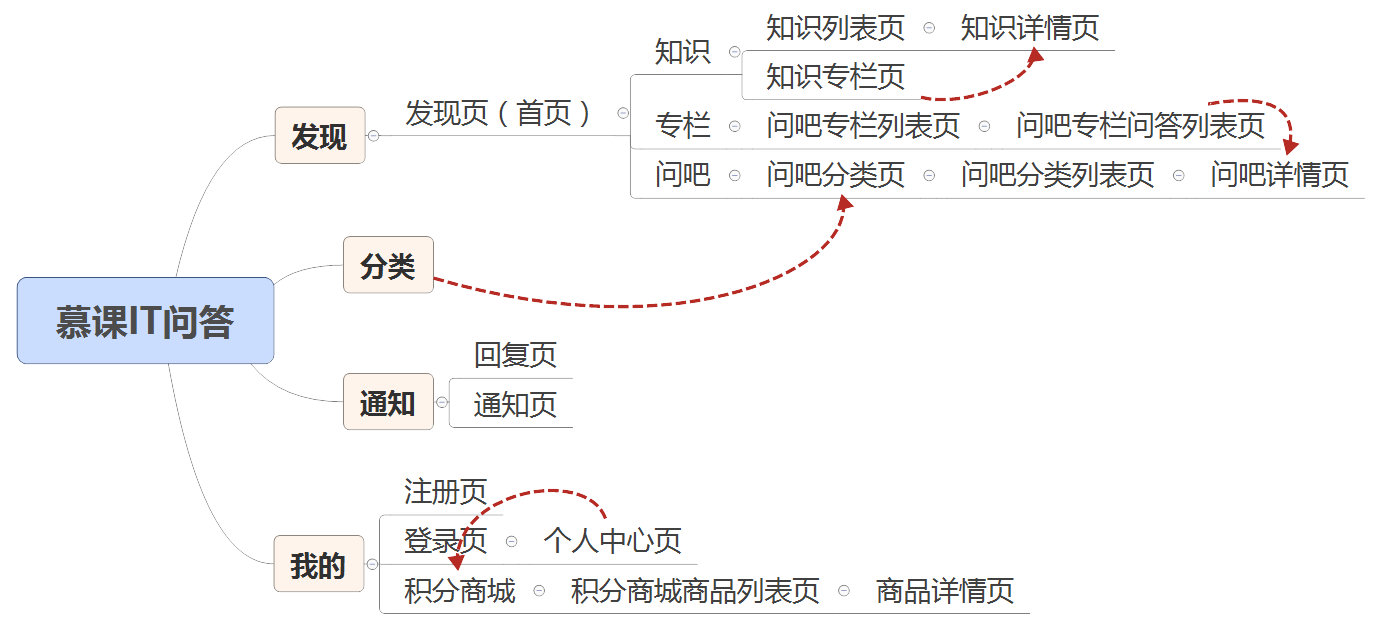 慕课IT问答
发现
发现页（首页）
知识
知识列表页
知识详情页
知识专栏页
专栏
问吧专栏列表页
问吧专栏问答列表页
问吧
问吧分类页
问吧分类列表页
问吧详情页
分类
通知
回复页
通知页
我的
注册页
登录页
个人中心页
积分商城
积分商城商品列表页
商品详情页